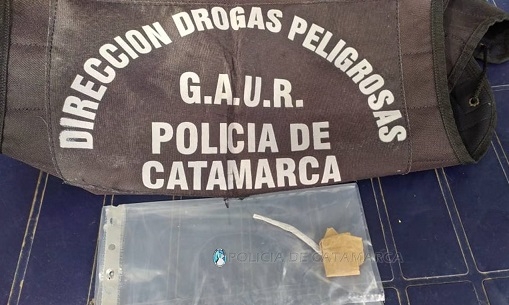 DIRECCION DROGAS PELIGROSAS
G.A.U.R.
POLICIA DE
CATAMARCA
POLICIA DE CATAMARCA